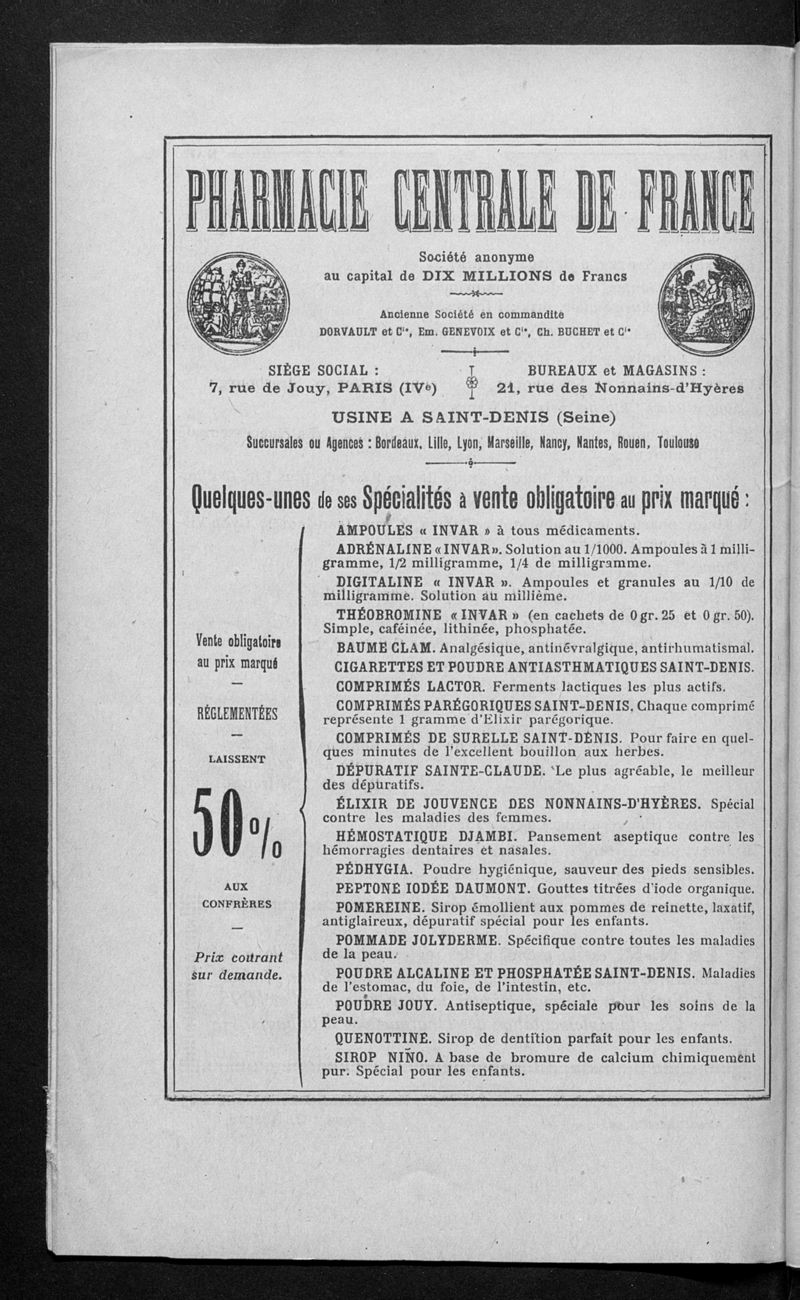 PHARMACIE CENTRALE DE FRANCE
Société anonyme
au capital de DIX MILLIONS de Francs
Ancienne Société en commandite
DORVAULT et Cie, Em. GENEVOIX et Cie, Ch. BUCHET et Cie
SIÈGE SOCIAL :
7, rue de Jouy, PARIS (IVe)
BUREAUX et MAGASINS :
21, rue des Nonnains-d'Hyères
USINE A SAINT-DENIS (Seine)
Succursales ou Agences : Bordeaux, Lille, Lyon, Marseille, Nancy, Nantes, Rouen, Toulouse
Quelques-unes de ses Spécialités à vente obligatoire au prix marqué :
Vente obligatoire
au prix marqué
—
RÉGLEMENTÉES
—
LAISSENT
50%
AUX
CONFRÈRES
—
Prix courant
sur demande.
AMPOULES « INVAR » à tous médicaments.
ADRÉNALINE « INVAR ». Solution au 1/1000. Ampoules à 1 milli-
gramme, 1/2 milligramme, 1/4 de milligramme.
DIGITALINE « INVAR ». Ampoules et granules au 1/10 de
milligramme. Solution au millième.
THÉOBROMINE « INVAR » (en cachets de 0 gr. 25 et 0 gr. 50).
Simple, caféinée, lithinée, phosphatée.
BAUME CLAM. Analgésique, antinévralgique, antirhumatismal.
CIGARETTES ET POUDRE ANTIASTHMATIQUES SAINT-DENIS.
COMPRIMÉS LACTOR. Ferments lactiques les plus actifs.
COMPRIMÉS PARÉGORIQUES SAINT-DENIS. Chaque comprimé
représente 1 gramme d'Elixir parégorique.
COMPRIMÉS DE SURELLE SAINT-DENIS. Pour faire en quel-
ques minutes de l'excellent bouillon aux herbes.
DÉPURATIF SAINTE-CLAUDE. Le plus agréable, le meilleur
des dépuratifs.
ÉLIXIR DE JOUVENCE DES NONNAINS-D'HYÈRES. Spécial
contre les maladies des femmes.
HÉMOSTATIQUE DJAMBI. Pansement aseptique contre les
hémorragies dentaires et nasales.
PÉDHYGIA. Poudre hygiénique, sauveur des pieds sensibles.
PEPTONE IODÉE DAUMONT. Gouttes titrées d'iode organique.
POMEREINE. Sirop émollient aux pommes de reinette, laxatif,
antiglaireux, dépuratif spécial pour les enfants.
POMMADE JOLYDERME. Spécifique contre toutes les maladies
de la peau.
POUDRE ALCALINE ET PHOSPHATÉE SAINT-DENIS. Maladies
de l'estomac, du foie, de l'intestin, etc.
POUDRE JOUY. Antiseptique, spéciale pour les soins de la
peau.
QUENOTTINE. Sirop de dentition parfait pour les enfants.
SIROP NIÑO. A base de bromure de calcium chimiquement
pur. Spécial pour les enfants.